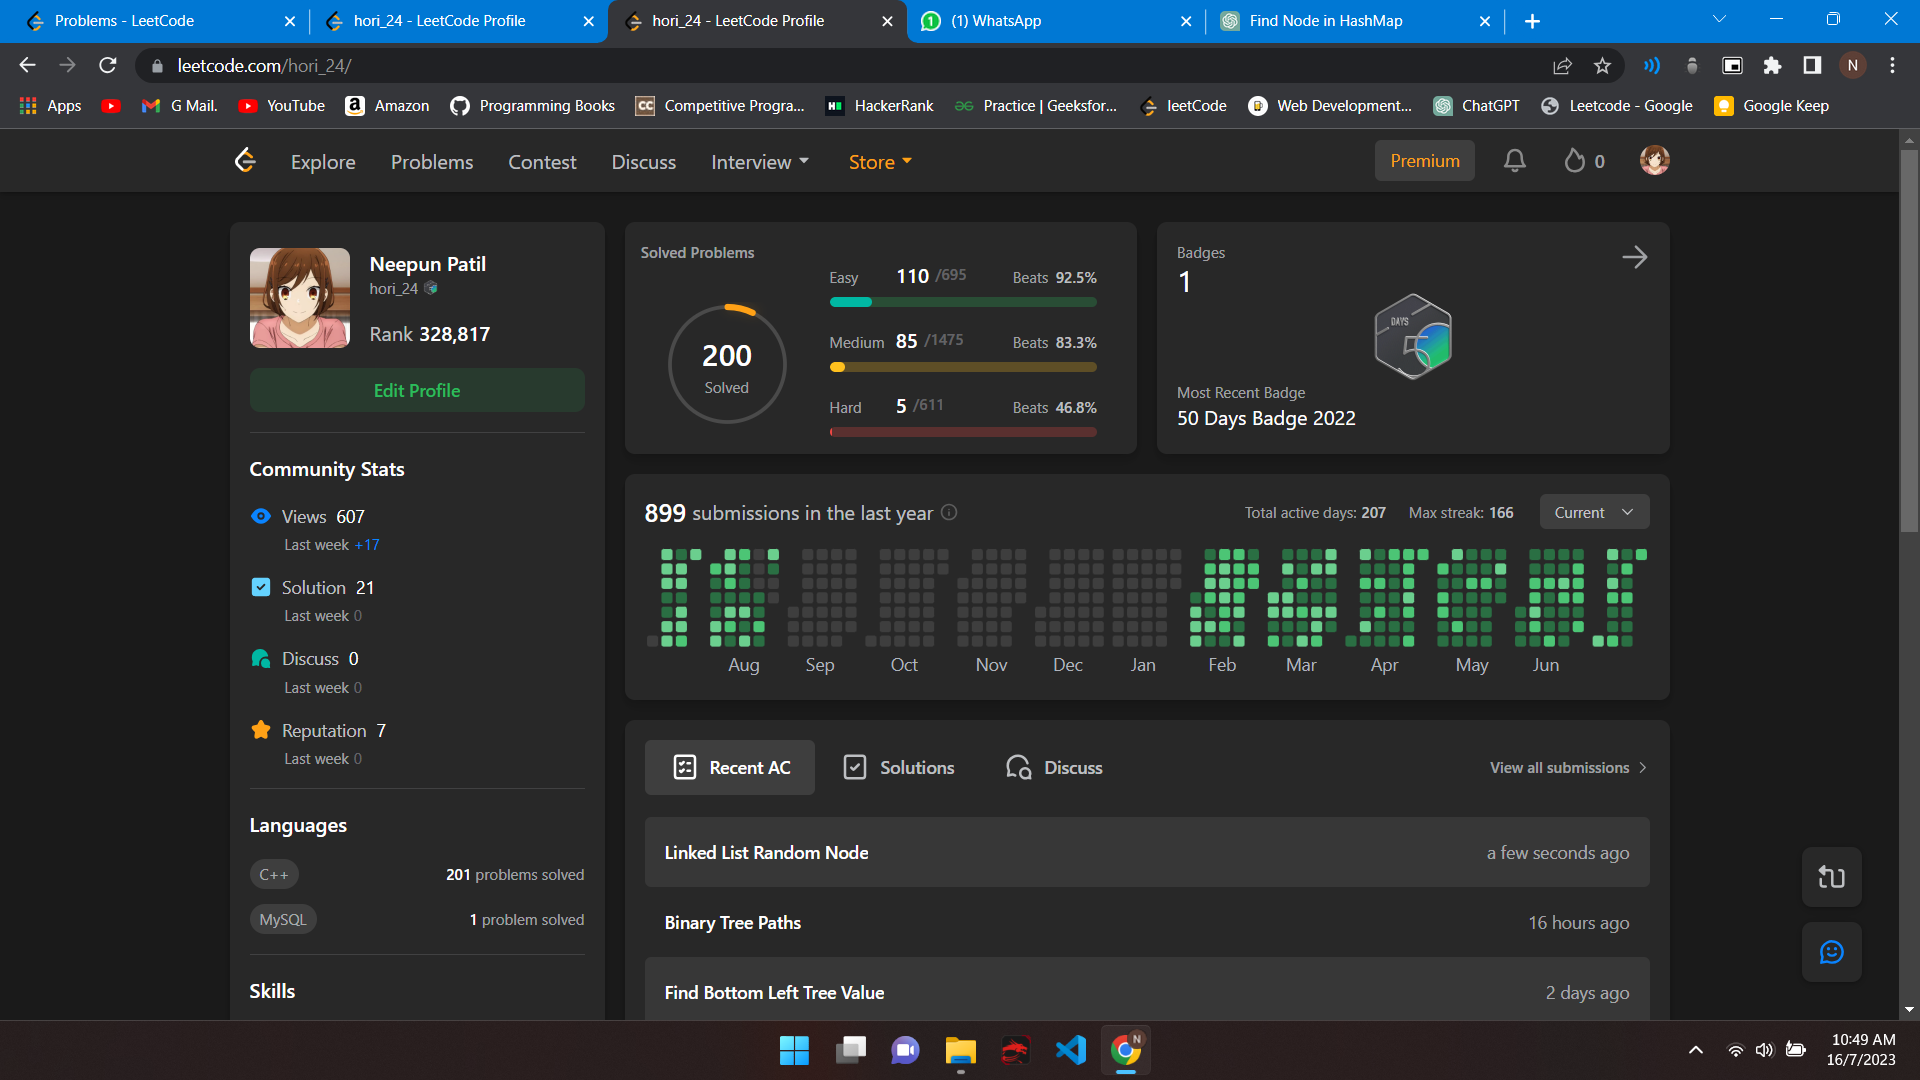 Problems - LeetCode
hori_24 - LeetCode Profile
hori_24 - LeetCode Profile
(1) WhatsApp
Find Node in HashMap
leetcode.com/hori_24/
N
Apps
G Mail.
YouTube
Amazon
Programming Books
Competitive Progra...
HackerRank
Practice | Geeksfor...
leetCode
Web Development...
ChatGPT
Leetcode - Google
Google Keep
Explore
Problems
Contest
Discuss
Interview
Store
Premium
0
Neepun Patil
hori_24
Rank 328,817
Edit Profile
Community Stats
Views 607
Last week +17
Solution 21
Last week 0
Discuss 0
Last week 0
Reputation 7
Last week 0
Languages
C++ 201 problems solved
MySQL 1 problem solved
Skills
Solved Problems
200
Solved
Easy 110 /695 Beats 92.5%
Medium 85 /1475 Beats 83.3%
Hard 5 /611 Beats 46.8%
Badges
1
DAYS
5
Most Recent Badge
50 Days Badge 2022
899 submissions in the last year
Total active days: 207 Max streak: 166 Current
Aug Sep Oct Nov Dec Jan Feb Mar Apr May Jun
Recent AC
Solutions
Discuss
View all submissions
Linked List Random Node a few seconds ago
Binary Tree Paths 16 hours ago
Find Bottom Left Tree Value 2 days ago
N
10:49 AM
16/7/2023